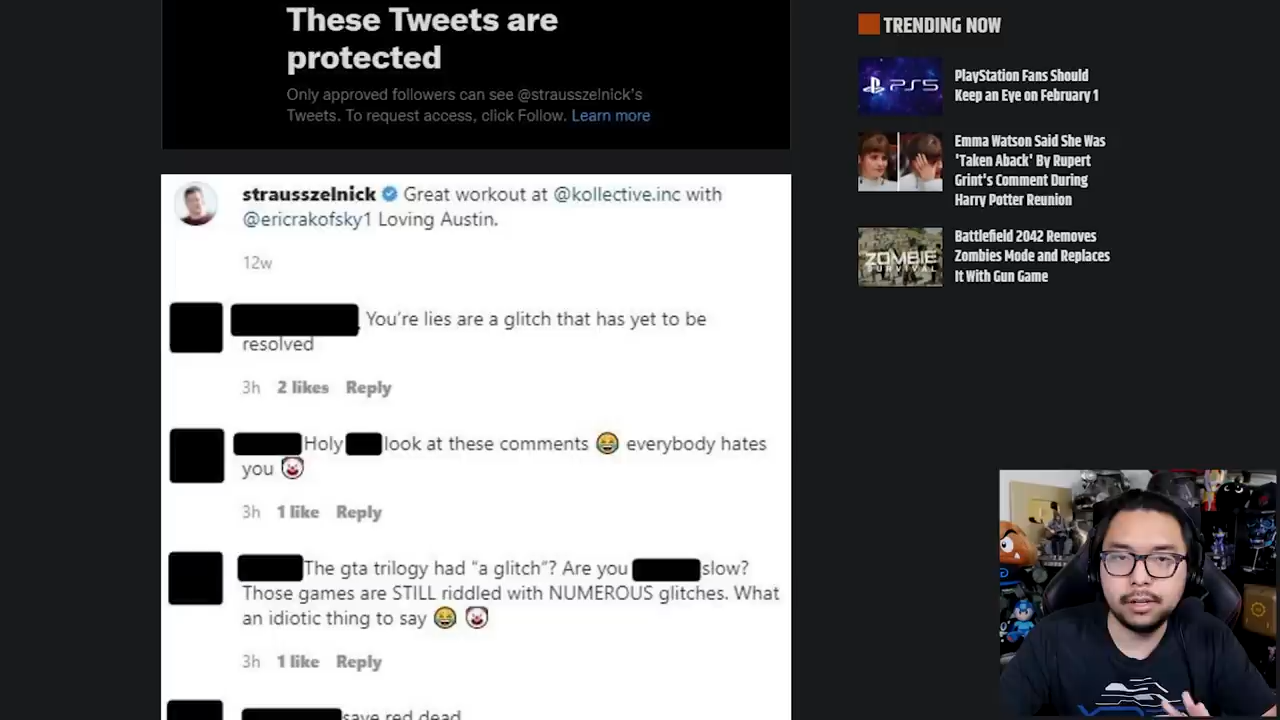 These Tweets are
protected
Only approved followers can see @strausszelnick's
Tweets. To request access, click Follow. Learn more
strausszelnick Great workout at @kollective.inc with
@ericrakofsky1 Loving Austin.
12w
You're lies are a glitch that has yet to be
resolved
3h 2 likes Reply
Holy look at these comments 😂 everybody hates
you 🤡
3h 1 like Reply
The gta trilogy had "a glitch"? Are you slow?
Those games are STILL riddled with NUMEROUS glitches. What
an idiotic thing to say 😂 🤡
3h 1 like Reply
save red dead
TRENDING NOW
PS5
PlayStation Fans Should
Keep an Eye on February 1
Emma Watson Said She Was
'Taken Aback' By Rupert
Grint's Comment During
Harry Potter Reunion
ZOMBIE
SURVIVAL
Battlefield 2042 Removes
Zombies Mode and Replaces
It With Gun Game